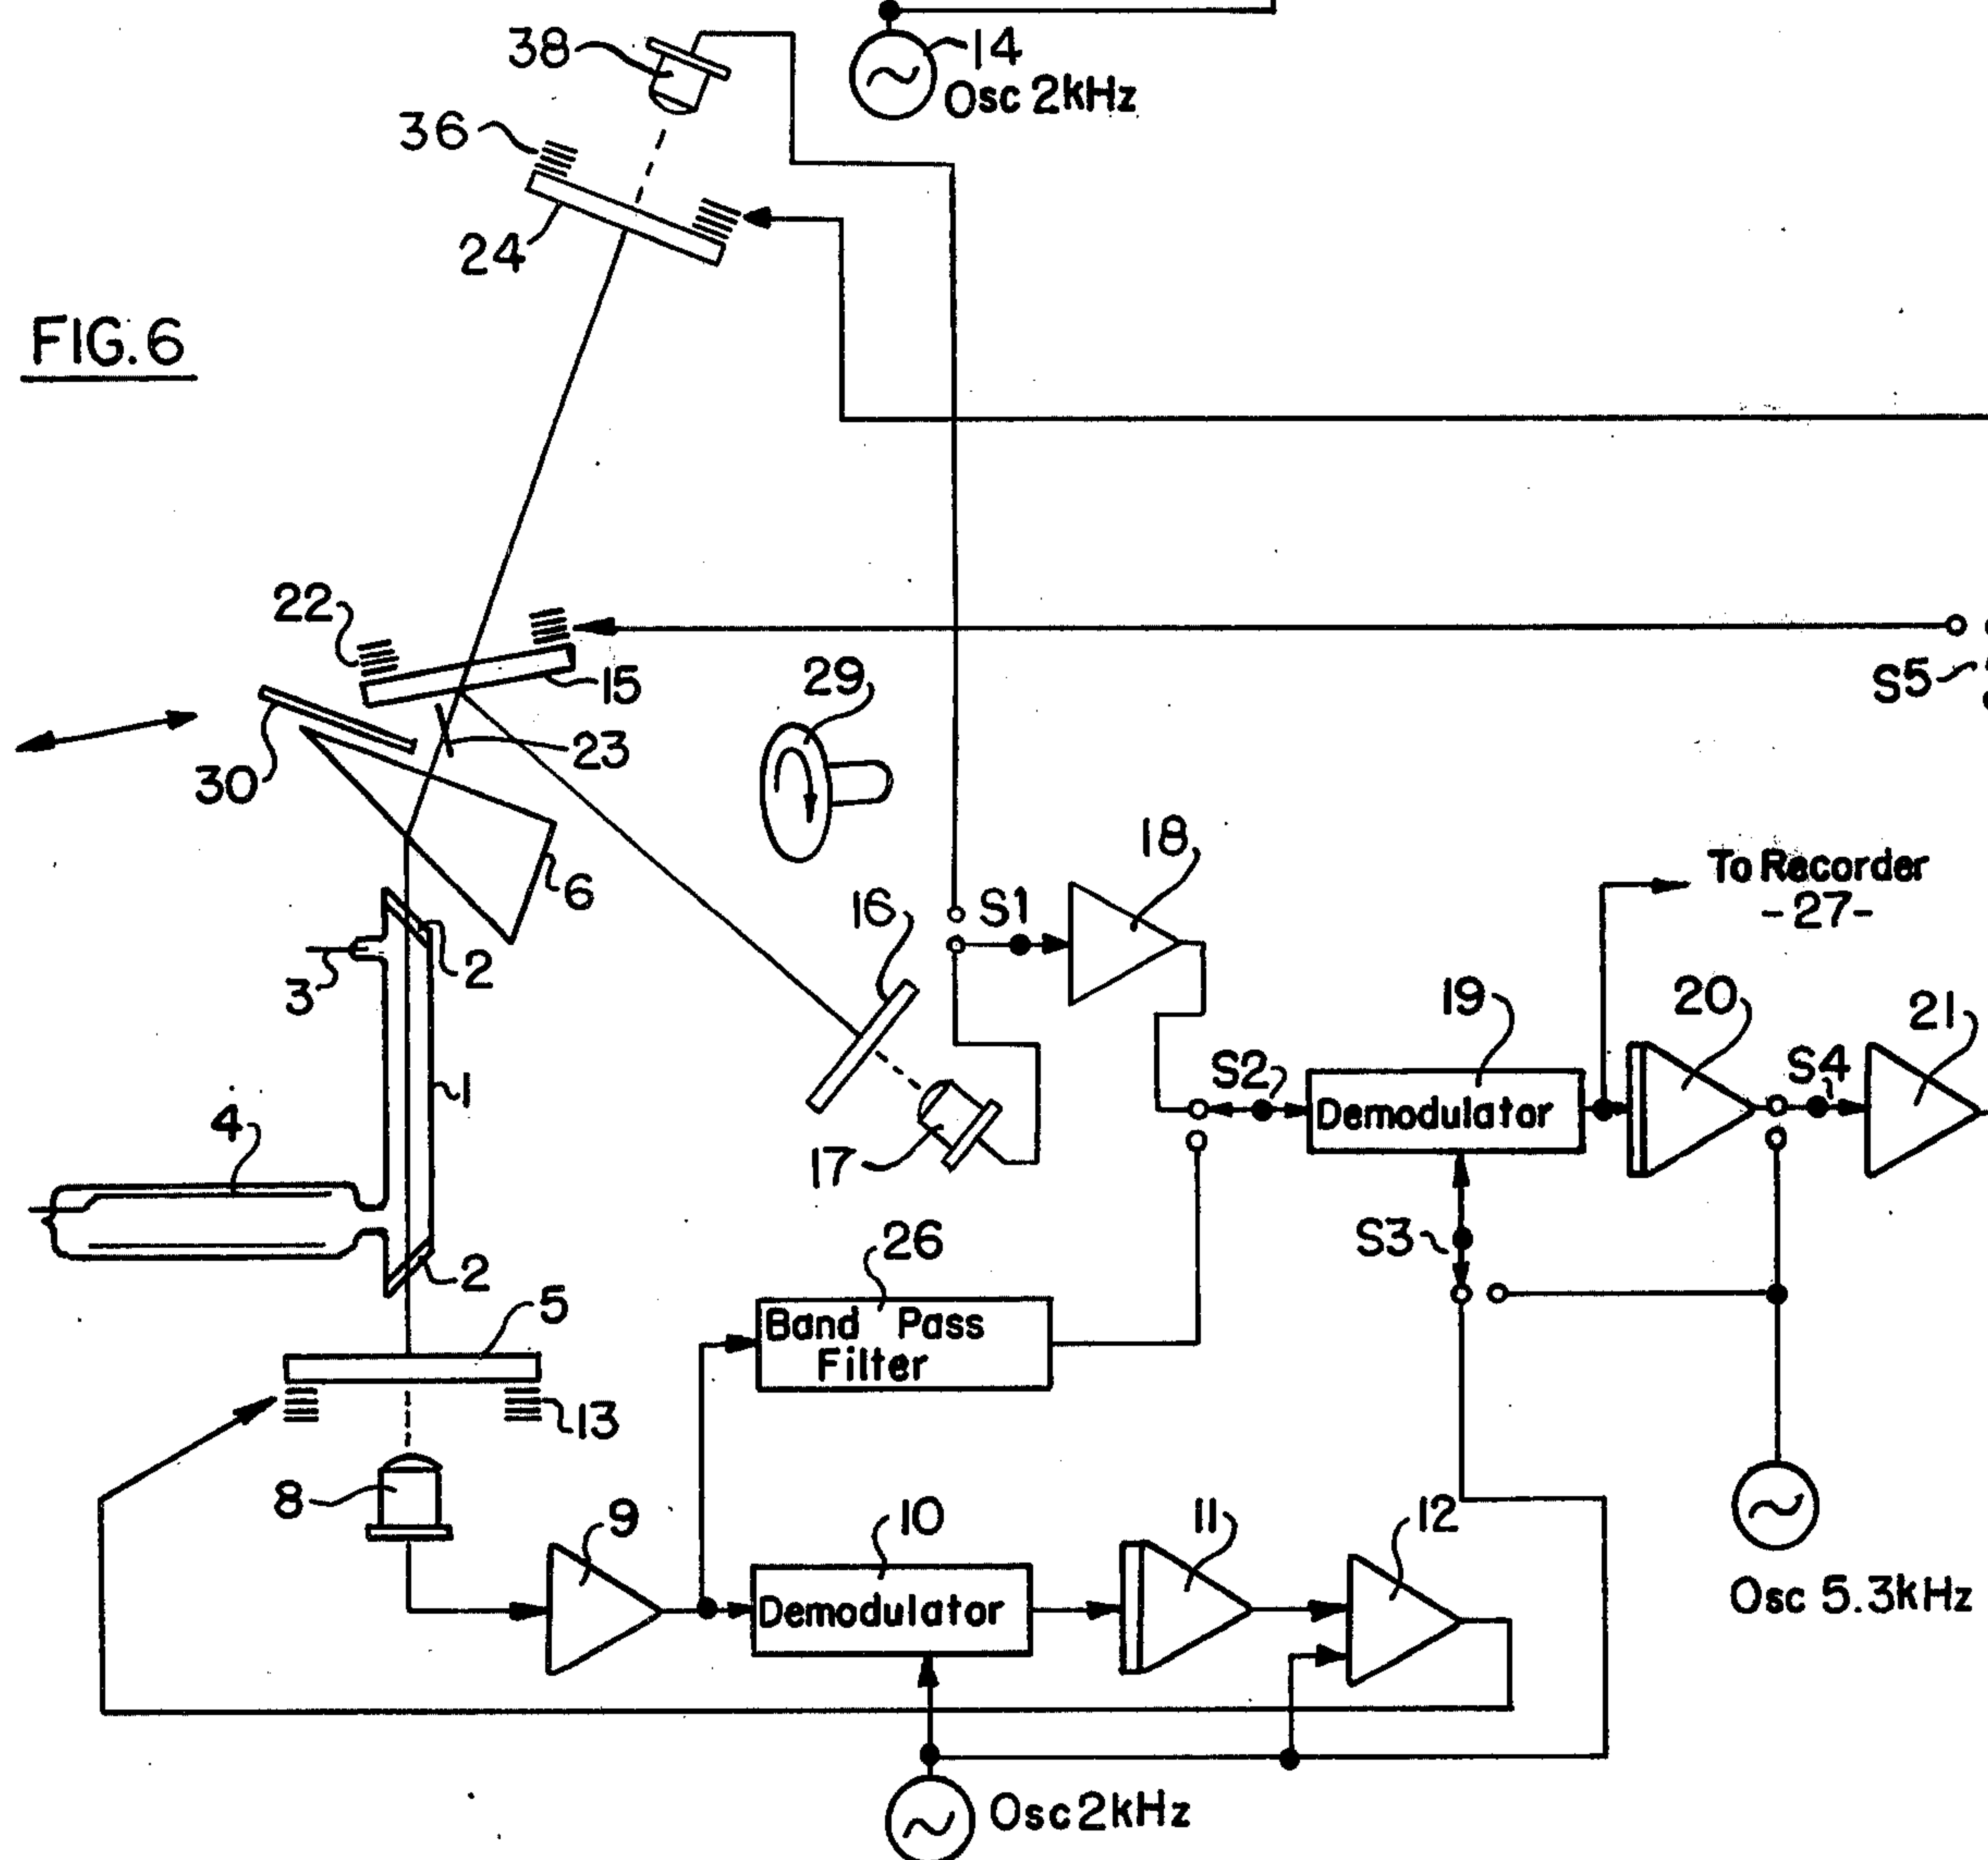 38
14
Osc 2kHz
36
24
FIG. 6
22
15
S5
29
23
30
18
To Recorder
-27-
6
16
S1
2
3
19
20
21
1
S2
S4
4
Demodulator
17
26
S3
2
5
Band Pass
Filter
13
8
9
10
11
12
Osc 5.3kHz
Demodulator
Osc 2kHz